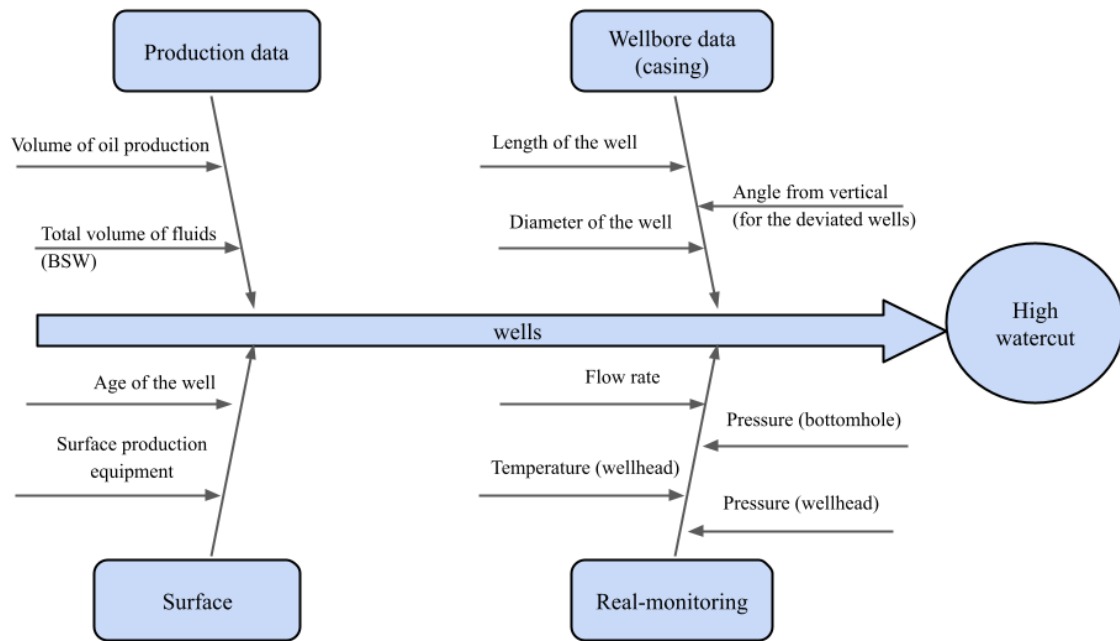 Production data
Wellbore data
(casing)
Volume of oil production
Length of the well
Angle from vertical
(for the deviated wells)
Total volume of fluids
(BSW)
Diameter of the well
wells
High
watercut
Age of the well
Flow rate
Surface production
equipment
Pressure (bottomhole)
Temperature (wellhead)
Pressure (wellhead)
Surface
Real-monitoring